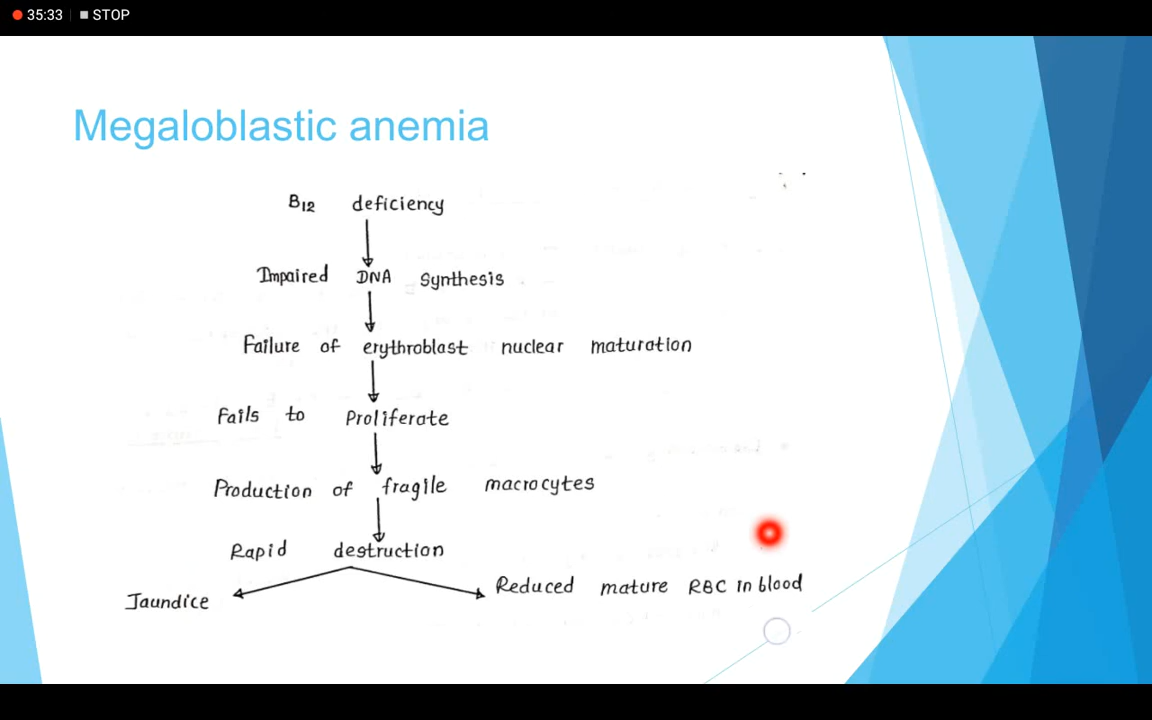 35:33 STOP
Megaloblastic anemia
B12 deficiency
Impaired DNA Synthesis
Failure of erythroblast nuclear maturation
Fails to Proliferate
Production of fragile macrocytes
Rapid destruction
Jaundice
Reduced mature RBC in blood